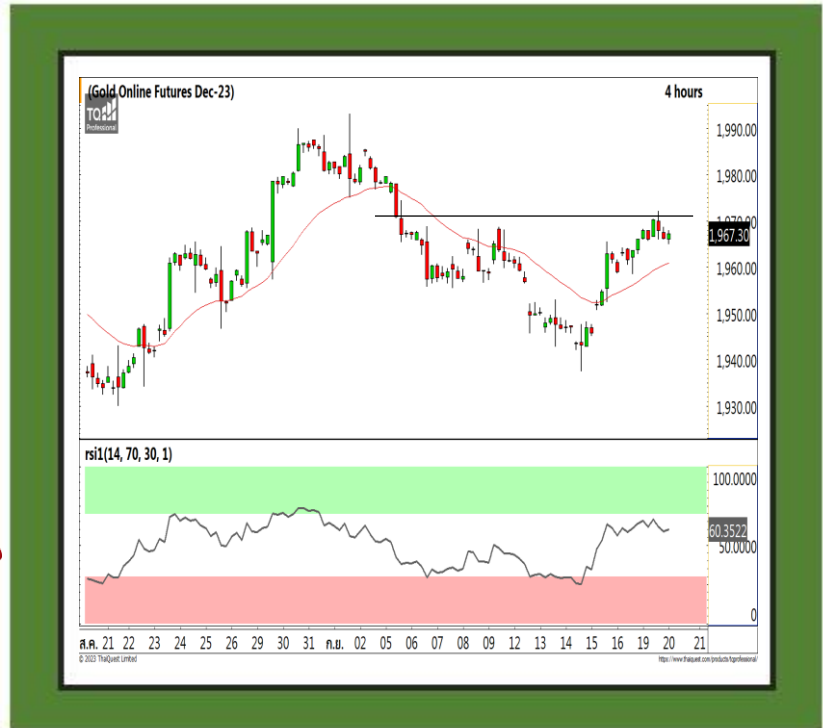 (Gold Online Futures Dec-23) 4 hours
TQ
Professional
1,990.00
1,980.00
1,970.00
1,967.30
1,960.00
1,950.00
1,940.00
1,930.00
rsi1(14, 70, 30, 1)
100.0000
60.3522
50.0000
0
ส.ค. 21 22 23 24 25 26 29 30 31 ก.ย. 02 05 06 07 08 09 12 13 14 15 16 19 20 21
© 2023 ThaiQuest Limited https://www.thaiquest.com/products/tqprofessional/